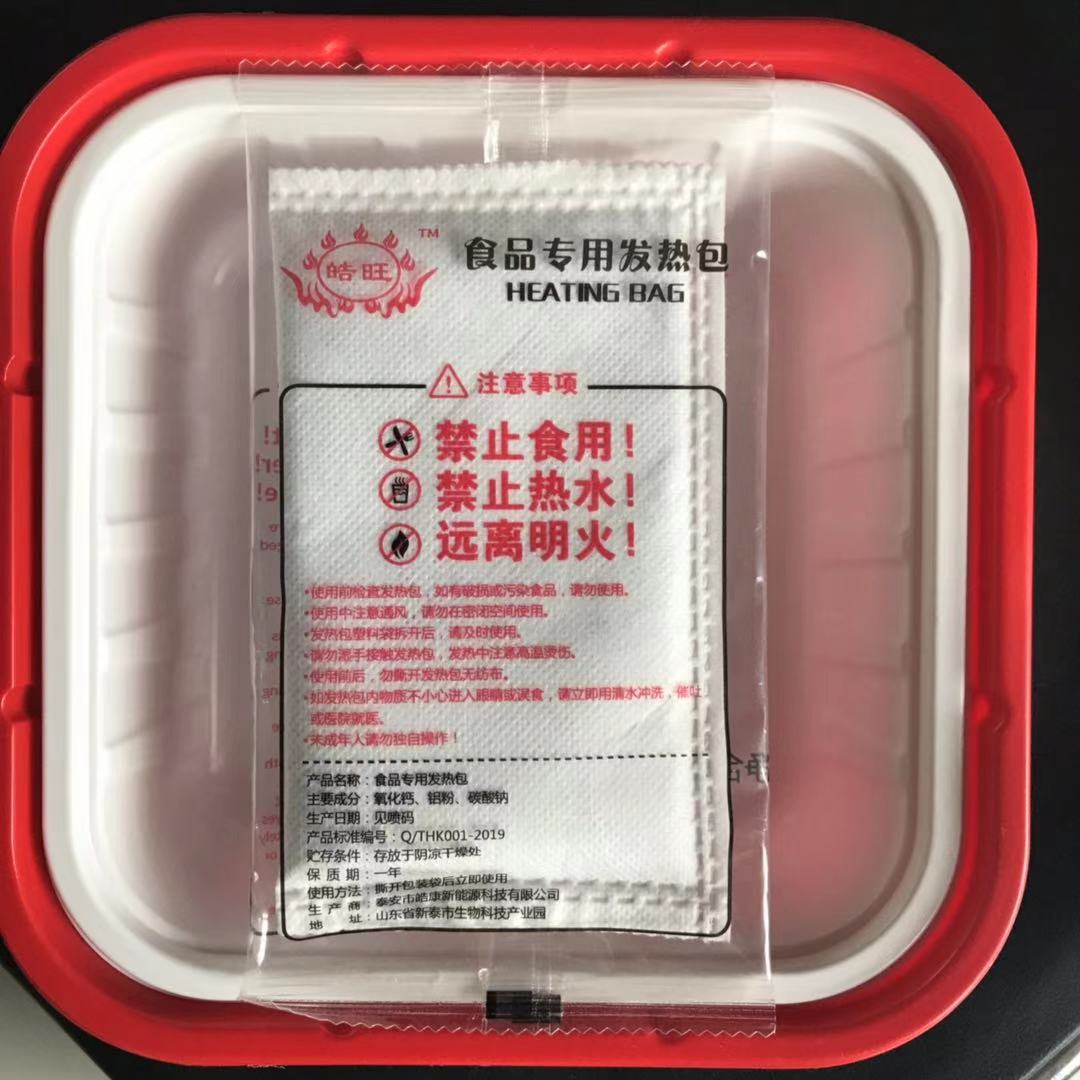 皓旺 TM
食品专用发热包
HEATING BAG
注意事项
禁止食用！
禁止热水！
远离明火！
·使用前检查发热包，如有破损或污染食品，请勿使用。
·使用中注意通风，请勿在密闭空间使用。
·发热包塑料袋拆开后，请及时使用。
·请勿派手接触发热包，发热中注意高温烫伤。
·使用前后，勿撕开发热包无纺布。
·如发热包内物质不小心进入眼睛或误食，请立即用清水冲洗，催吐
或医院就医。
·未成年人请勿独自操作！
产品名称：食品专用发热包
主要成分：氧化钙、铝粉、碳酸钠
生产日期：见喷码
产品标准编号：Q/THK001-2019
贮存条件：存放于阴凉干燥处
保质期：一年
使用方法：撕开包装袋后立即使用
生产商：泰安市皓康新能源科技有限公司
地址：山东省新泰市生物科技产业园